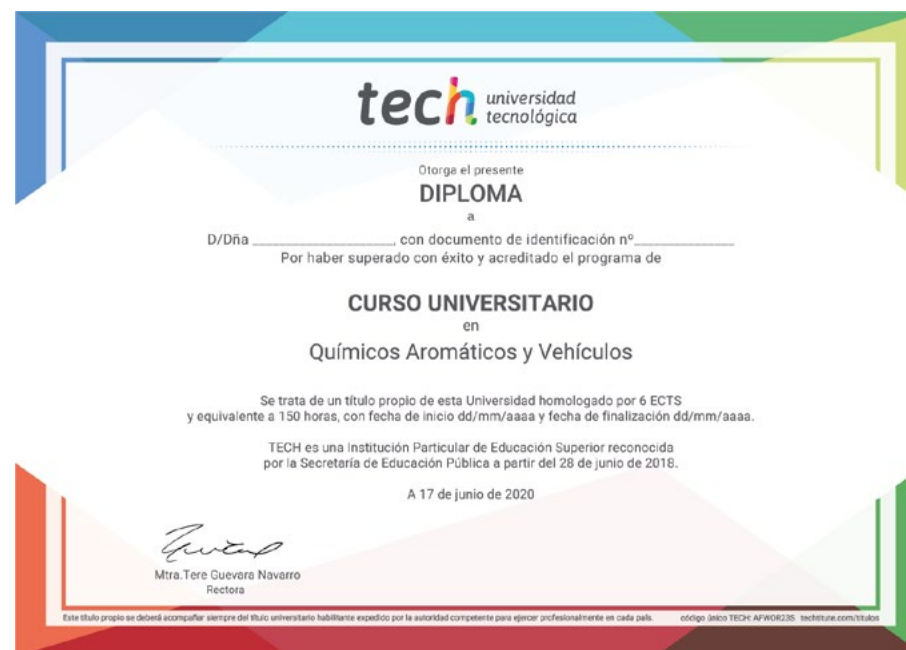 tech universidad
tecnológica
Otorga el presente
DIPLOMA
a
D/Dña ____________________, con documento de identificación nº______________
Por haber superado con éxito y acreditado el programa de
CURSO UNIVERSITARIO
en
Químicos Aromáticos y Vehículos
Se trata de un título propio de esta Universidad homologado por 6 ECTS
y equivalente a 150 horas, con fecha de inicio dd/mm/aaaa y fecha de finalización dd/mm/aaaa.
TECH es una Institución Particular de Educación Superior reconocida
por la Secretaría de Educación Pública a partir del 28 de junio de 2018.
A 17 de junio de 2020
Mtra.Tere Guevara Navarro
Rectora
Este título propio se deberá acompañar siempre del título universitario habilitante expedido por la autoridad competente para ejercer profesionalmente en cada país. código único TECH: AFWOR235 techtitute.com/titulos